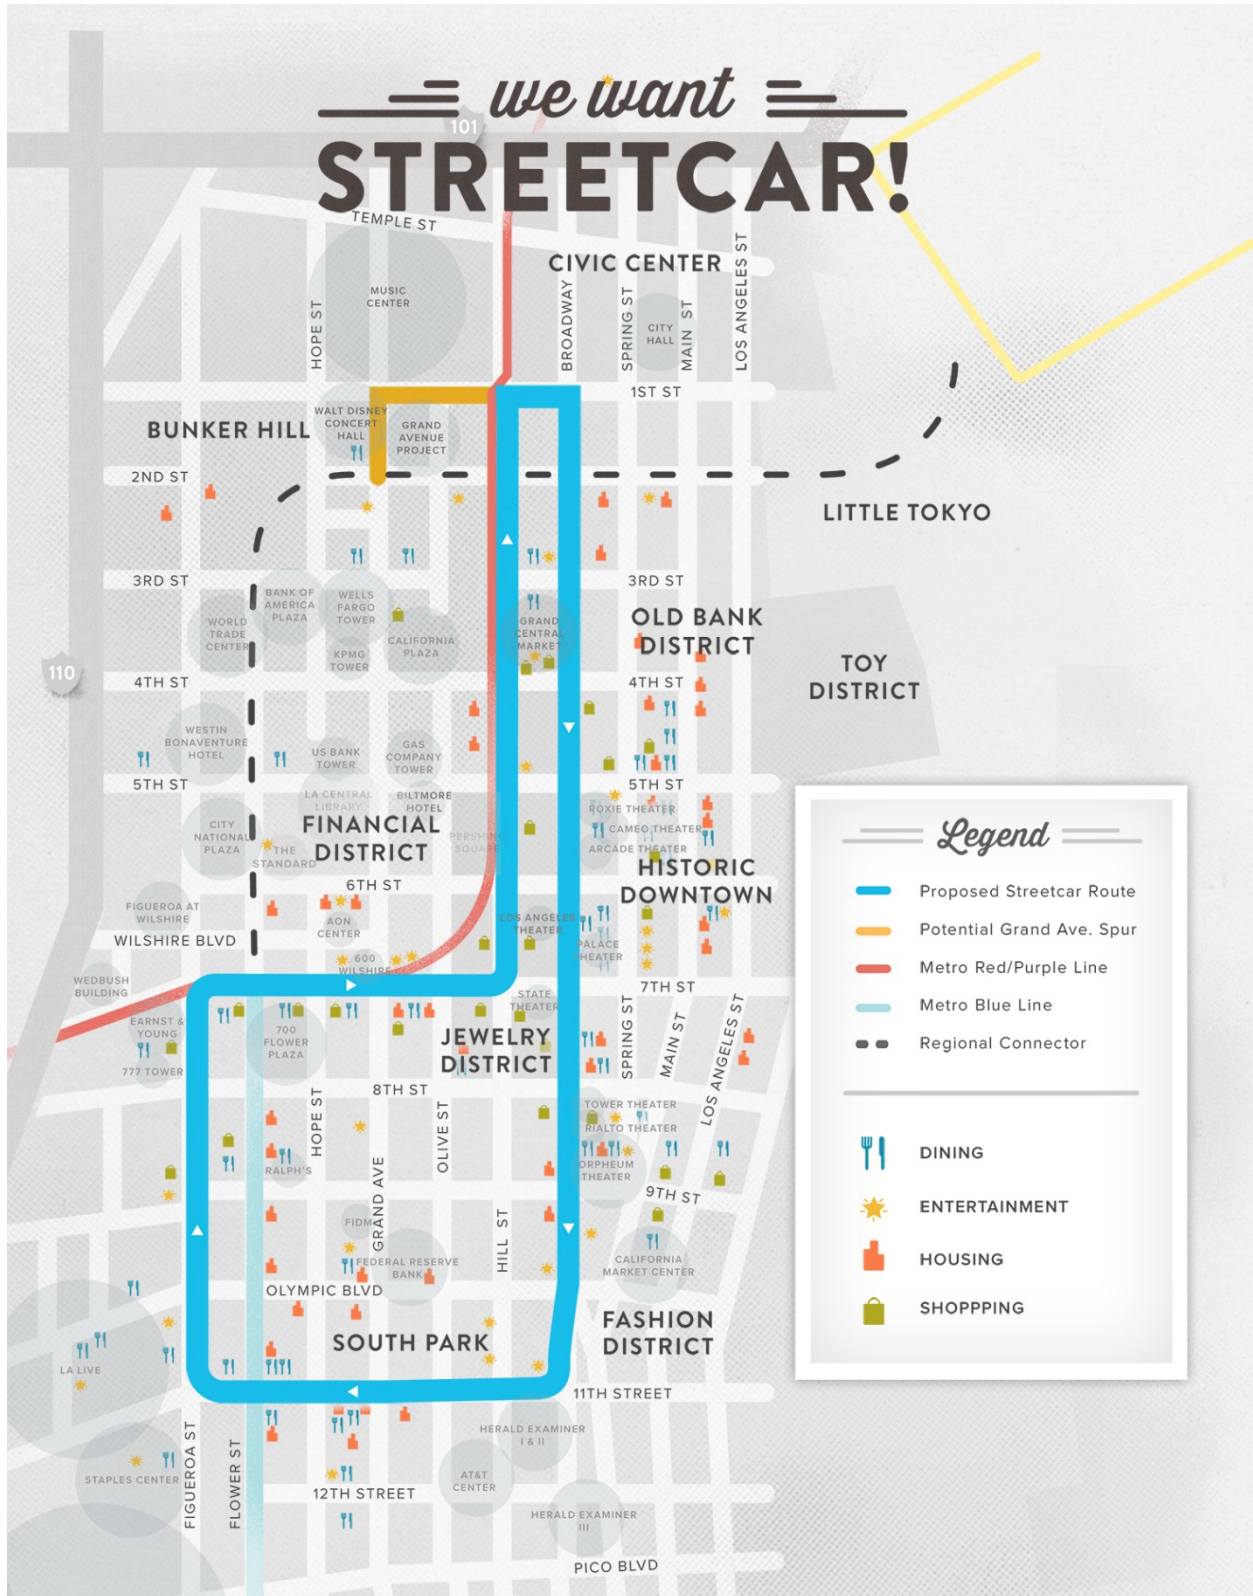 we want
STREETCAR!
101
TEMPLE ST
CIVIC CENTER
MUSIC
CENTER
HOPE ST
BROADWAY
SPRING ST
CITY
HALL
MAIN ST
LOS ANGELES ST
1ST ST
WALT DISNEY
CONCERT
HALL
GRAND
AVENUE
PROJECT
BUNKER HILL
2ND ST
LITTLE TOKYO
3RD ST
3RD ST
BANK OF
AMERICA
PLAZA
WELLS
FARGO
TOWER
WORLD
TRADE
CENTER
KPMG
TOWER
CALIFORNIA
PLAZA
GRAND
CENTRAL
MARKET
OLD BANK
DISTRICT
TOY
DISTRICT
110
4TH ST
4TH ST
WESTIN
BONAVENTURE
HOTEL
US BANK
TOWER
GAS
COMPANY
TOWER
5TH ST
5TH ST
LA CENTRAL
LIBRARY
BILTMORE
HOTEL
ROXIE THEATER
CAMEO THEATER
ARCADE THEATER
CITY
NATIONAL
PLAZA
THE
STANDARD
FINANCIAL
DISTRICT
PERSHING
SQUARE
HISTORIC
DOWNTOWN
6TH ST
FIGUEROA AT
WILSHIRE
AON
CENTER
LOS ANGELES
THEATER
PALACE
THEATER
WILSHIRE BLVD
600
WILSHIRE
WEDBUSH
BUILDING
7TH ST
STATE
THEATER
EARNST &
YOUNG
777 TOWER
700
FLOWER
PLAZA
JEWELRY
DISTRICT
SPRING ST
MAIN ST
LOS ANGELES ST
8TH ST
HOPE ST
OLIVE ST
TOWER THEATER
RIALTO THEATER
ORPHEUM
THEATER
RALPH'S
GRAND AVE
9TH ST
FIDM
HILL ST
FEDERAL RESERVE
BANK
CALIFORNIA
MARKET CENTER
OLYMPIC BLVD
SOUTH PARK
FASHION
DISTRICT
LA LIVE
11TH STREET
HERALD EXAMINER
I & II
FIGUEROA ST
FLOWER ST
STAPLES CENTER
AT&T
CENTER
12TH STREET
HERALD EXAMINER
III
PICO BLVD
Legend
Proposed Streetcar Route
Potential Grand Ave. Spur
Metro Red/Purple Line
Metro Blue Line
Regional Connector
DINING
ENTERTAINMENT
HOUSING
SHOPPPING